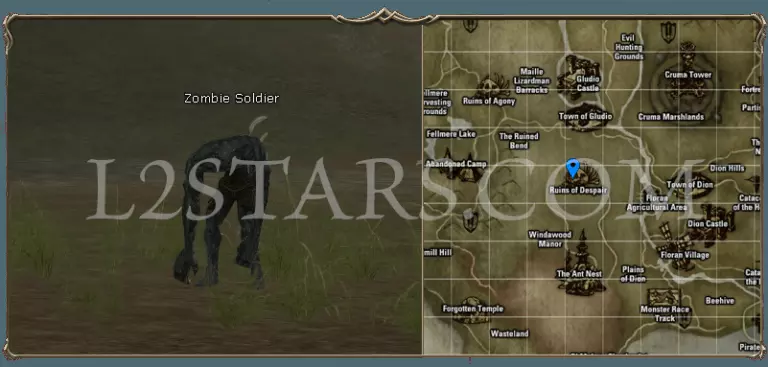 Zombie Soldier
L2STARS.COM
Evil
Hunting
Grounds
Maille
Lizardman
Barracks
Gludio
Castle
Cruma Tower
Ruins of Agony
Town of Gludio
Cruma Marshlands
Fellmere Lake
The Ruined
Bend
Abandoned Camp
Ruins of Despair
Dion Hills
Town of Dion
Floran
Agricultural Area
Dion Castle
Windawood
Manor
Floran Village
mill Hill
The Ant Nest
Plains
of Dion
Beehive
Forgotten Temple
Monster Race
Track
Wasteland